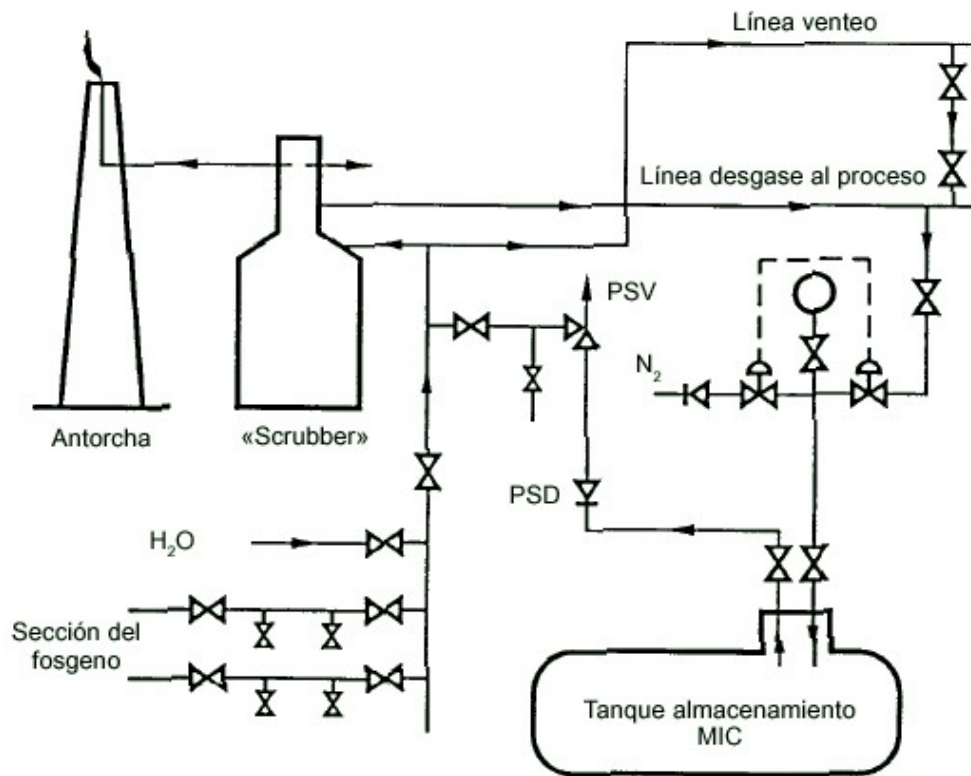 Línea venteo
Línea desgase al proceso
PSV
N₂
Antorcha
«Scrubber»
PSD
H₂O
Sección del
fosgeno
Tanque almacenamiento
MIC